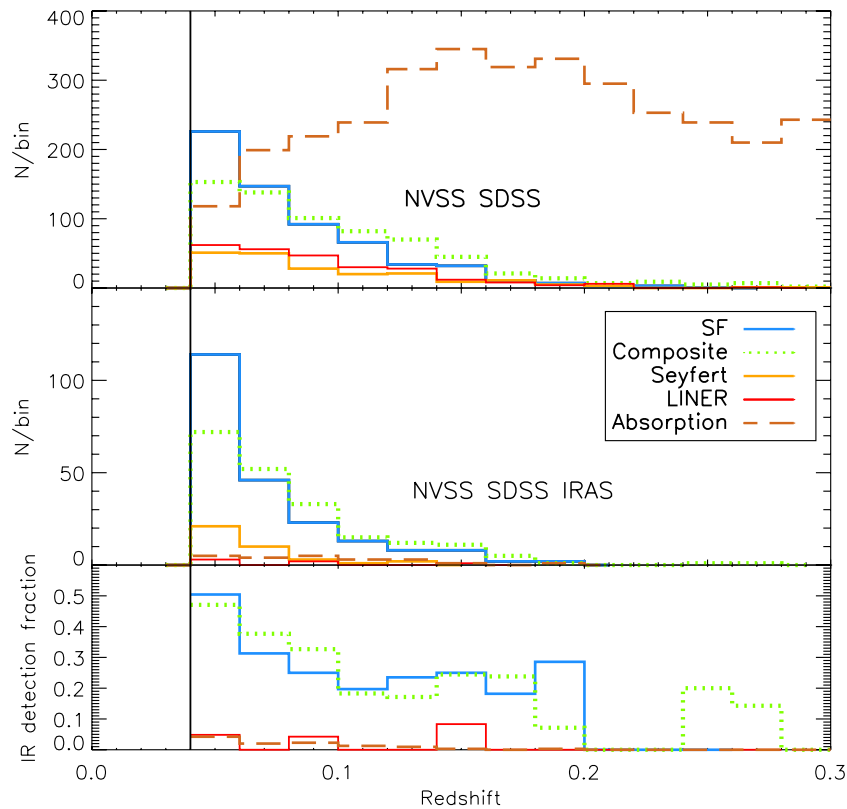 400
300
200
100
0
N/bin
NVSS SDSS
100
50
0
N/bin
SF
Composite
Seyfert
LINER
Absorption
NVSS SDSS IRAS
0.5
0.4
0.3
0.2
0.1
0.0
IR detection fraction
0.0 0.1 0.2 0.3
Redshift